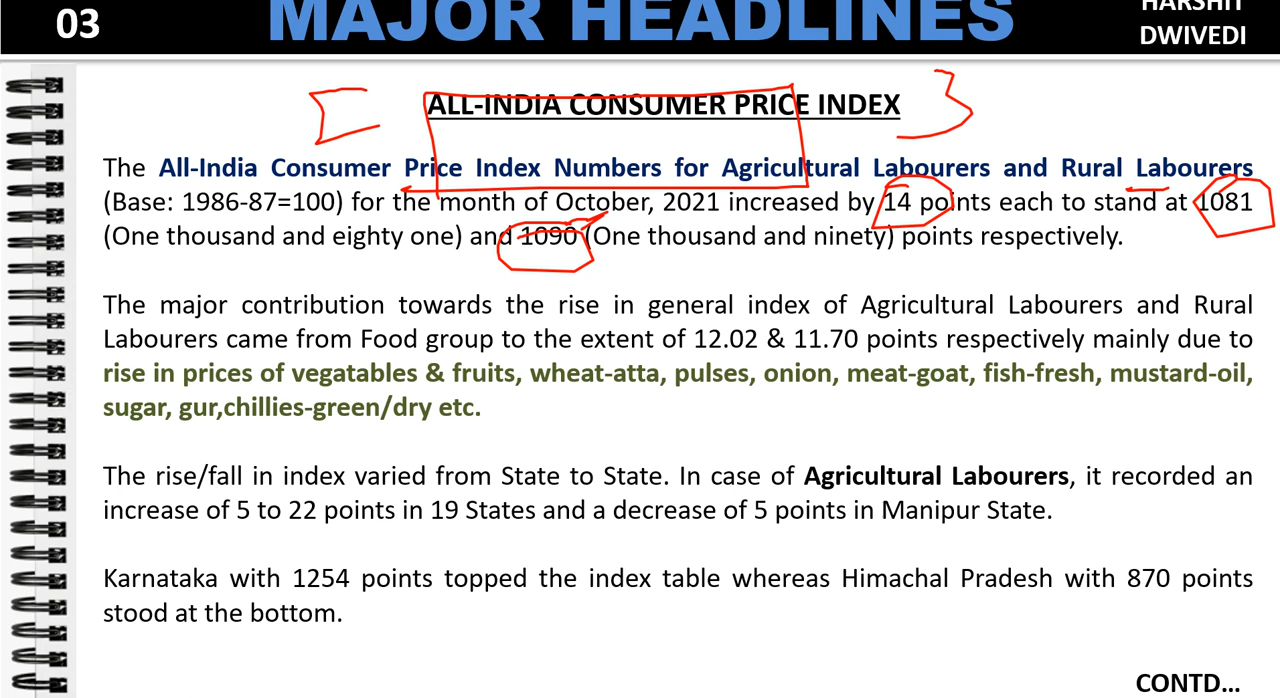 03
MAJOR HEADLINES
HARSHIT
DWIVEDI
ALL-INDIA CONSUMER PRICE INDEX
The All-India Consumer Price Index Numbers for Agricultural Labourers and Rural Labourers
(Base: 1986-87=100) for the month of October, 2021 increased by 14 points each to stand at 1081
(One thousand and eighty one) and 1090 (One thousand and ninety) points respectively.
The major contribution towards the rise in general index of Agricultural Labourers and Rural
Labourers came from Food group to the extent of 12.02 & 11.70 points respectively mainly due to
rise in prices of vegatables & fruits, wheat-atta, pulses, onion, meat-goat, fish-fresh, mustard-oil,
sugar, gur,chillies-green/dry etc.
The rise/fall in index varied from State to State. In case of Agricultural Labourers, it recorded an
increase of 5 to 22 points in 19 States and a decrease of 5 points in Manipur State.
Karnataka with 1254 points topped the index table whereas Himachal Pradesh with 870 points
stood at the bottom.
CONTD...